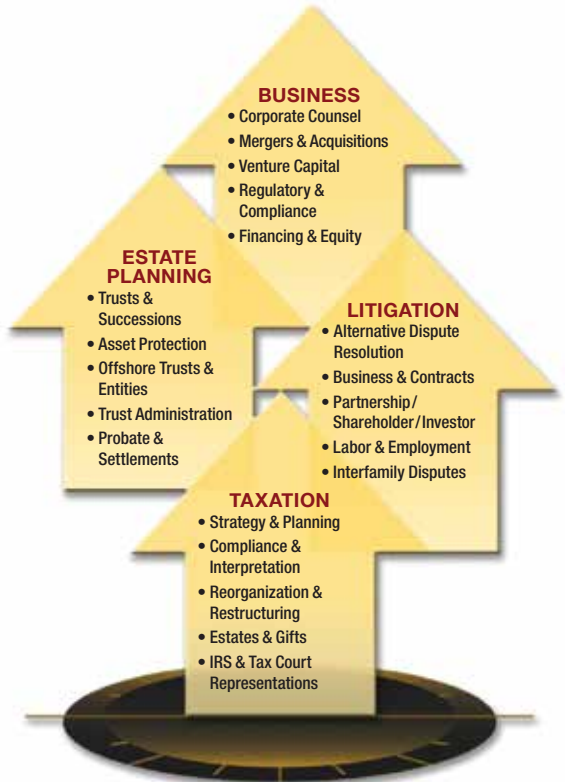 BUSINESS
• Corporate Counsel
• Mergers & Acquisitions
• Venture Capital
• Regulatory &
Compliance
• Financing & Equity
ESTATE
PLANNING
• Trusts &
Successions
• Asset Protection
• Offshore Trusts &
Entities
• Trust Administration
• Probate &
Settlements
LITIGATION
• Alternative Dispute
Resolution
• Business & Contracts
• Partnership/
Shareholder/Investor
• Labor & Employment
• Interfamily Disputes
TAXATION
• Strategy & Planning
• Compliance &
Interpretation
• Reorganization &
Restructuring
• Estates & Gifts
• IRS & Tax Court
Representations